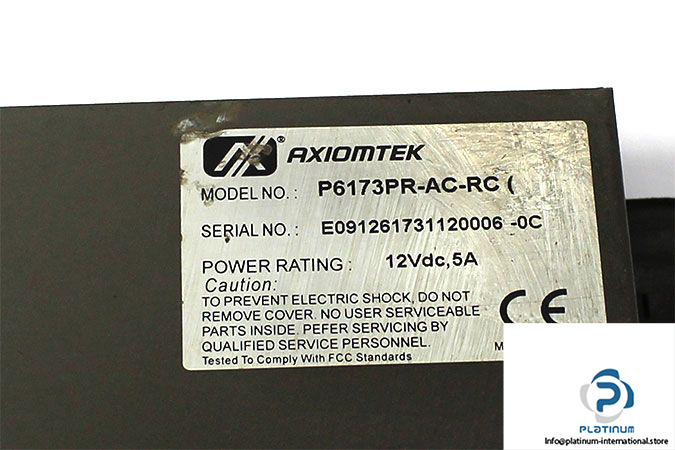 AXIOMTEK
MODEL NO. : P6173PR-AC-RC (
SERIAL NO. : E091261731120006 -0C
POWER RATING : 12Vdc,5A
Caution:
TO PREVENT ELECTRIC SHOCK, DO NOT
REMOVE COVER. NO USER SERVICEABLE
PARTS INSIDE. PEFER SERVICING BY
QUALIFIED SERVICE PERSONNEL.
Tested To Comply With FCC Standards
CE
PLATINUM
Info@platinum-international.store